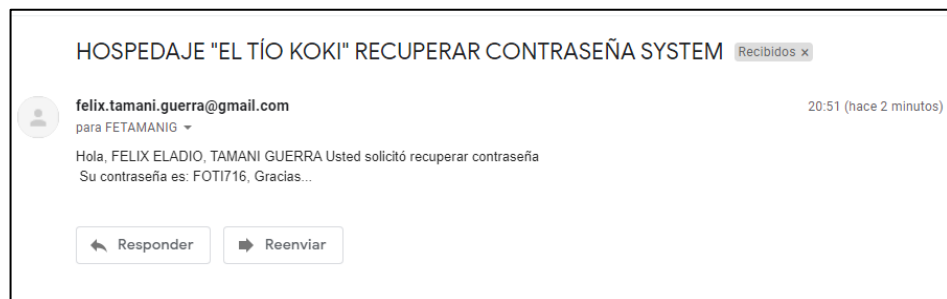 HOSPEDAJE "EL TÍO KOKI" RECUPERAR CONTRASEÑA SYSTEM Recibidos x
felix.tamani.guerra@gmail.com 20:51 (hace 2 minutos)
para FETAMANIG
Hola, FELIX ELADIO, TAMANI GUERRA Usted solicitó recuperar contraseña
Su contraseña es: FOTI716, Gracias...
Responder Reenviar